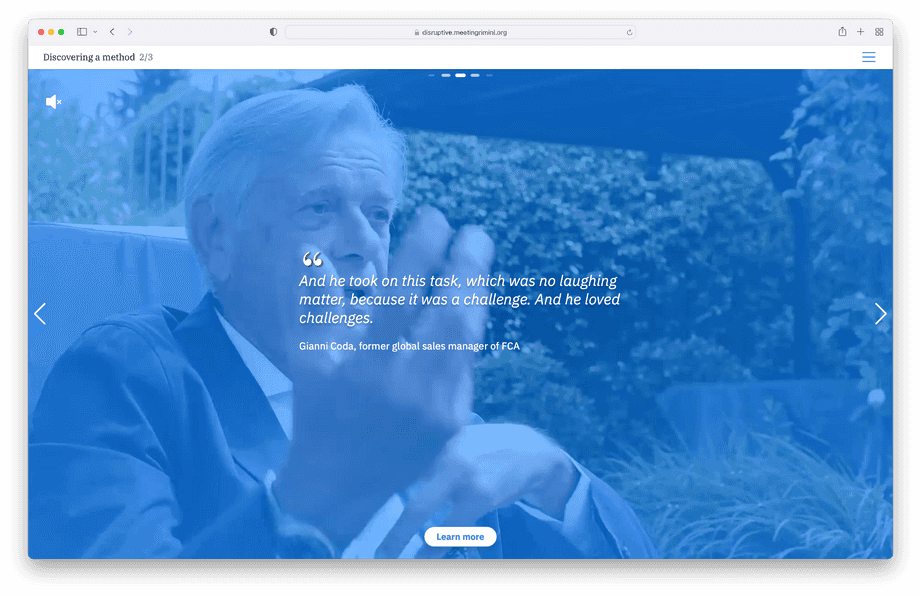 disruptive.meetingrimini.org
Discovering a method 2/3
“
And he took on this task, which was no laughing
matter, because it was a challenge. And he loved
challenges.
Gianni Coda, former global sales manager of FCA
Learn more